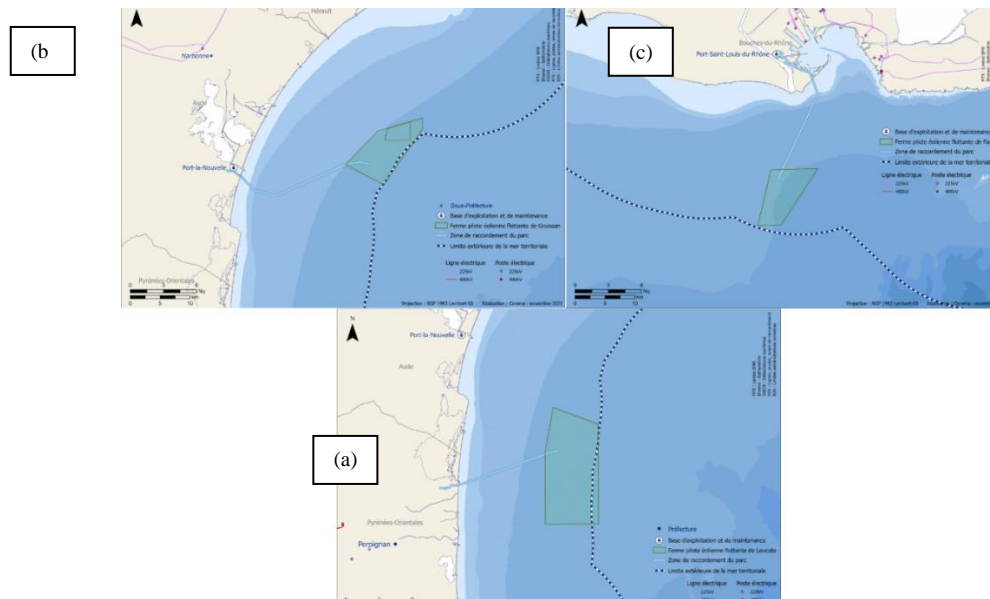 (b)
Hérault
Narbonne
Aude
Port-la-Nouvelle
Pyrénées-Orientales
Sous-Préfecture
Base d'exploitation et de maintenance
Ferme pilote éolienne flottante de Gruissan
Zone de raccordement du parc
Limite extérieure de la mer territoriale
Ligne électrique Poste électrique
225kV 225kV
400kV 400kV
(c)
Bouches-du-Rhône
Port-Saint-Louis-du-Rhône
Base d'exploitation et de maintenance
Ferme pilote éolienne flottante de
Zone de raccordement du parc
Limite extérieure de la mer territoriale
Ligne électrique Poste électrique
225kV 225kV
400kV 400kV
(a)
N
Port-la-Nouvelle
Aude
Pyrénées-Orientales
Perpignan
Préfecture
Base d'exploitation et de maintenance
Ferme pilote éolienne flottante de Leucate
Zone de raccordement du parc
Limite extérieure de la mer territoriale
Ligne électrique Poste électrique
225kV 225kV